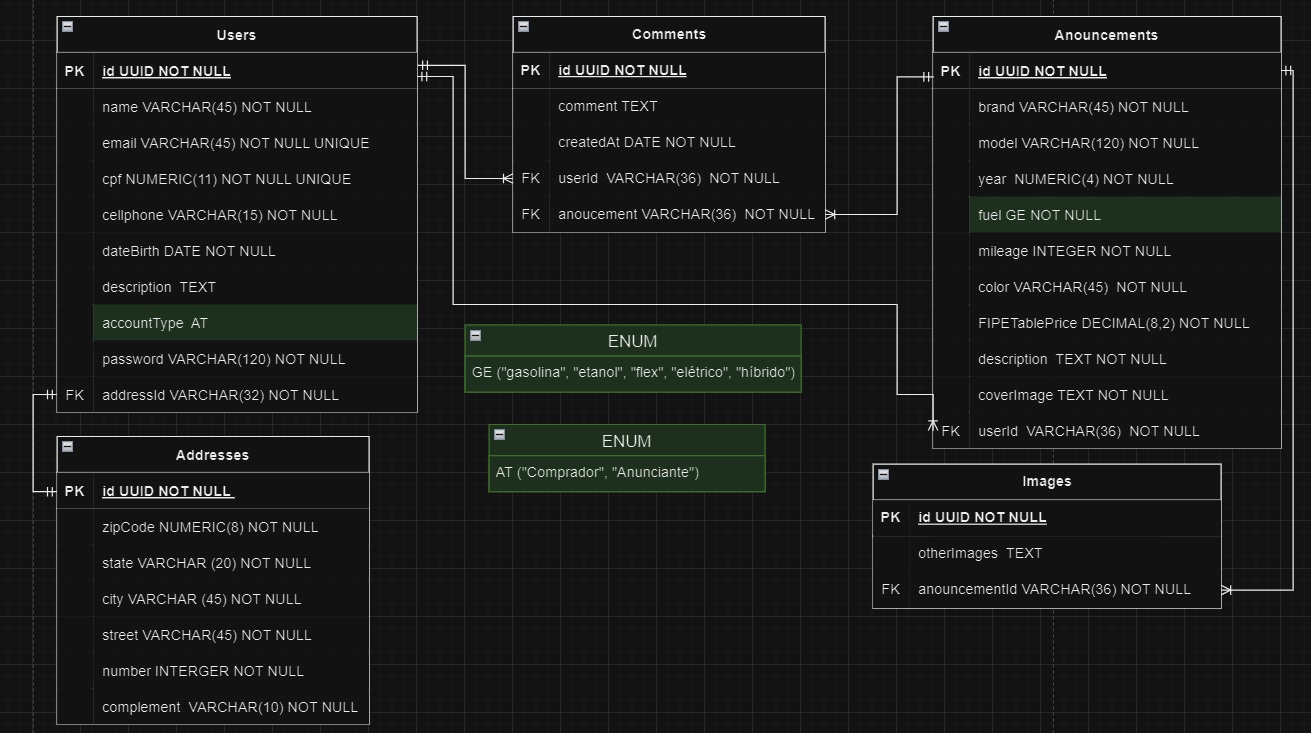 Users
PK id UUID NOT NULL
name VARCHAR(45) NOT NULL
email VARCHAR(45) NOT NULL UNIQUE
cpf NUMERIC(11) NOT NULL UNIQUE
cellphone VARCHAR(15) NOT NULL
dateBirth DATE NOT NULL
description TEXT
accountType AT
password VARCHAR(120) NOT NULL
FK addressId VARCHAR(32) NOT NULL
Addresses
PK id UUID NOT NULL
zipCode NUMERIC(8) NOT NULL
state VARCHAR (20) NOT NULL
city VARCHAR (45) NOT NULL
street VARCHAR(45) NOT NULL
number INTERGER NOT NULL
complement VARCHAR(10) NOT NULL
Comments
PK id UUID NOT NULL
comment TEXT
createdAt DATE NOT NULL
FK userId VARCHAR(36) NOT NULL
FK anoucement VARCHAR(36) NOT NULL
ENUM
GE ("gasolina", "etanol", "flex", "elétrico", "híbrido")
ENUM
AT ("Comprador", "Anunciante")
Anouncements
PK id UUID NOT NULL
brand VARCHAR(45) NOT NULL
model VARCHAR(120) NOT NULL
year NUMERIC(4) NOT NULL
fuel GE NOT NULL
mileage INTEGER NOT NULL
color VARCHAR(45) NOT NULL
FIPETablePrice DECIMAL(8,2) NOT NULL
description TEXT NOT NULL
coverImage TEXT NOT NULL
FK userId VARCHAR(36) NOT NULL
Images
PK id UUID NOT NULL
otherImages TEXT
FK anouncementId VARCHAR(36) NOT NULL